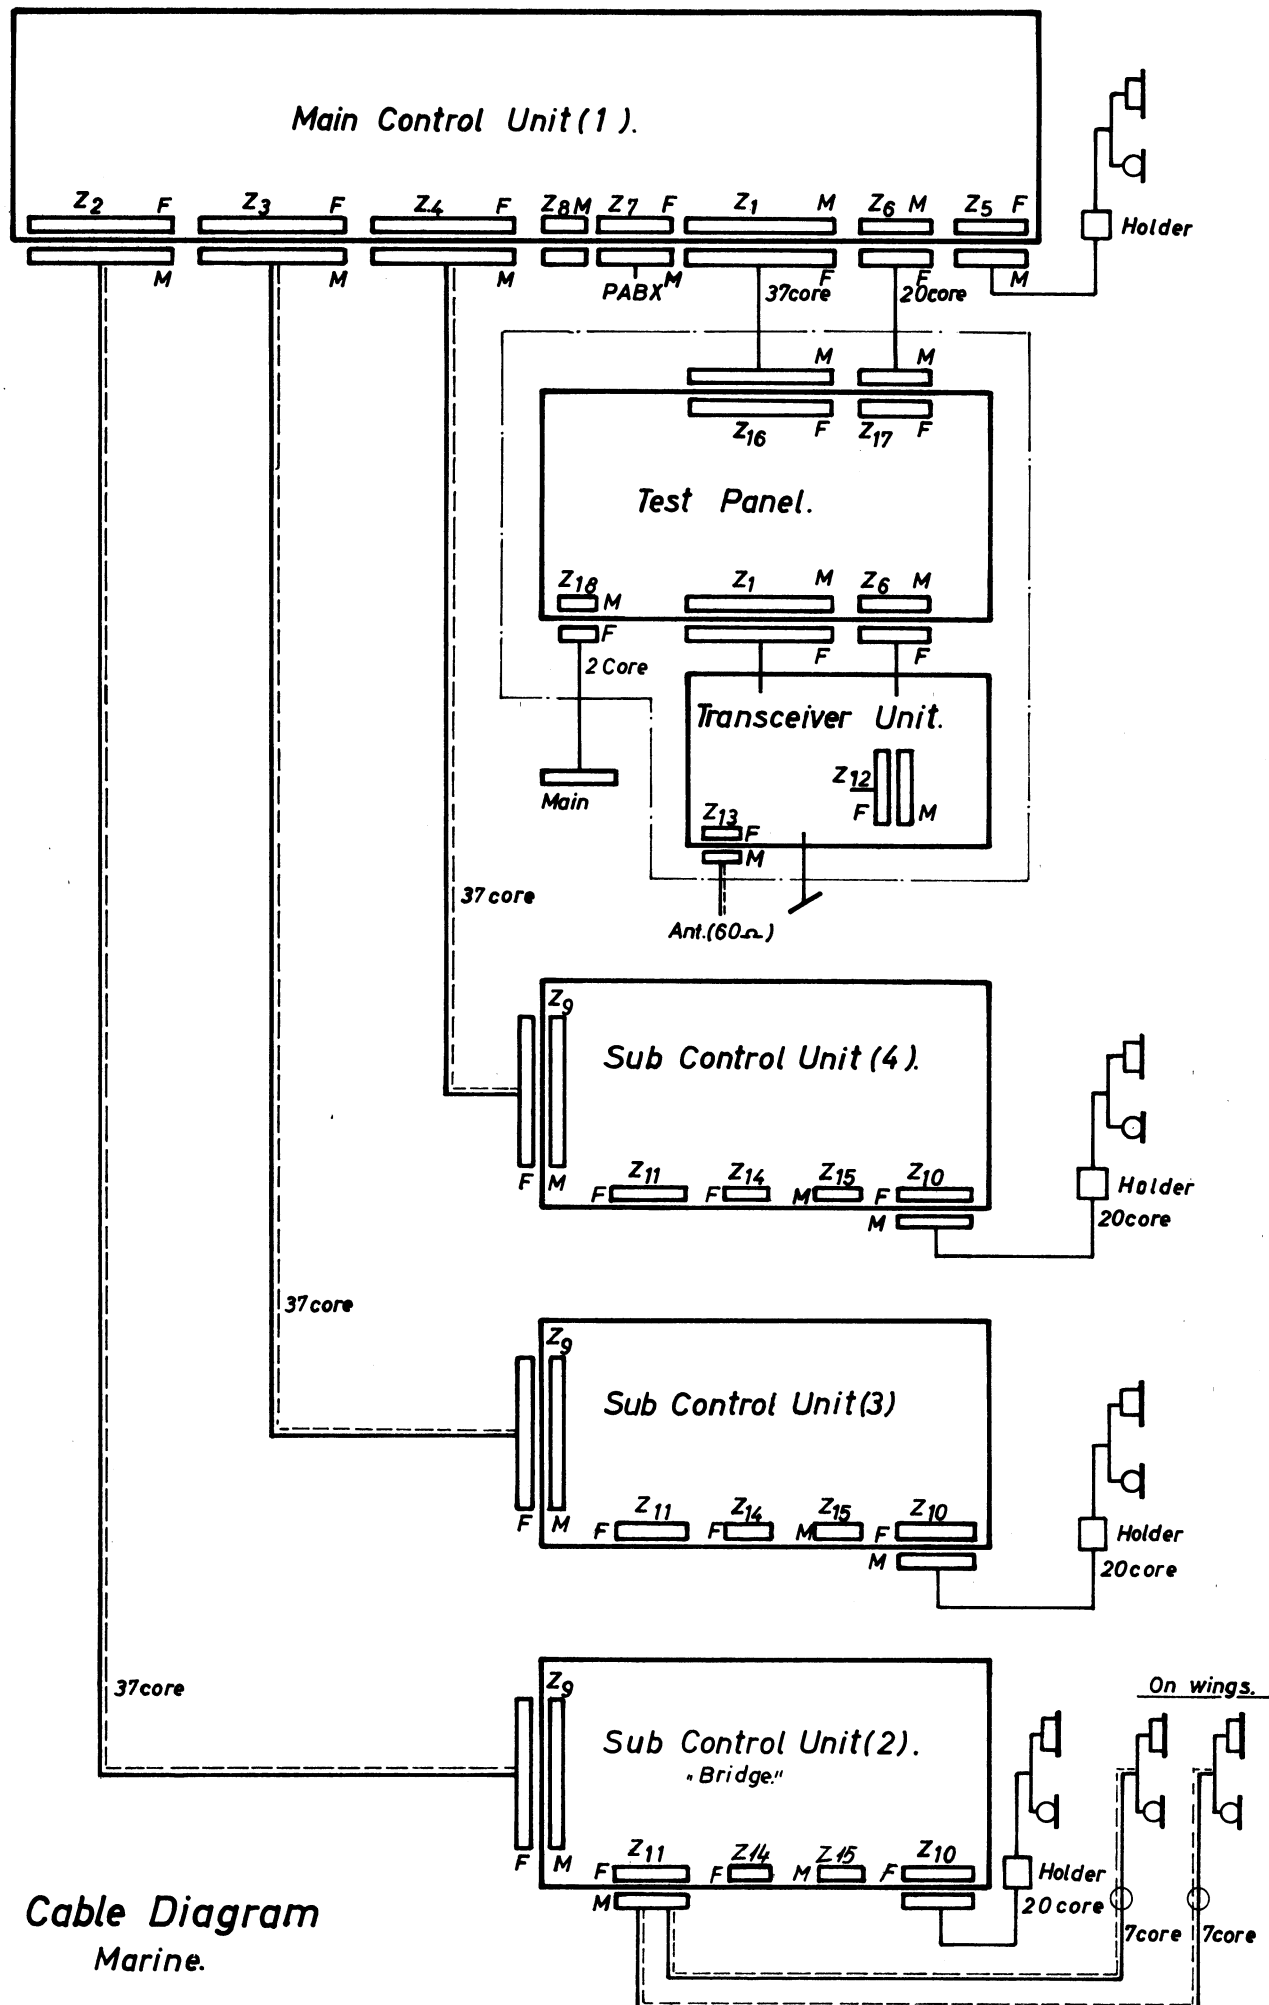 Main Control Unit(1).
Z2 F Z3 F Z4 F Z8 M Z7 F Z1 M Z6 M Z5 F
Holder
M M M PABX M 37core F 20core F M
M M
Z16 F Z17 F
Test Panel.
Z18 M Z1 M Z6 M
F F F
2 Core
Transceiver Unit.
Z12
F M
Main
Z13 F
M
37 core
Ant.(60Ω)
Z9
Sub Control Unit (4).
F M
Z11 Z14 Z15 Z10
F F M F
M
Holder
20core
37core
Z9
Sub Control Unit(3)
F M
Z11 Z14 Z15 Z10
F F M F
M
Holder
20core
37core
Z9
On wings.
Sub Control Unit(2).
„Bridge."
F M
Z11 Z14 Z15 Z10
F F M F
M
Holder
20core
7core 7core
Cable Diagram
Marine.